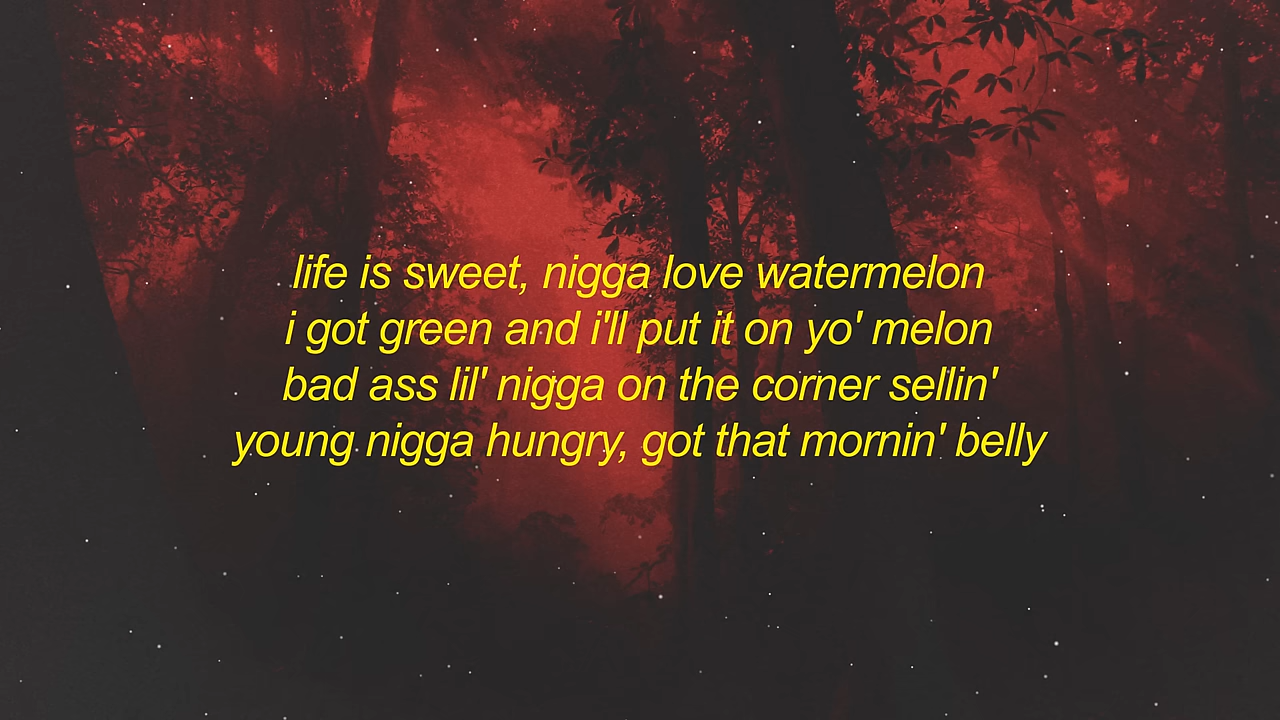 life is sweet, nigga love watermelon
i got green and i'll put it on yo' melon
bad ass lil' nigga on the corner sellin'
young nigga hungry, got that mornin' belly